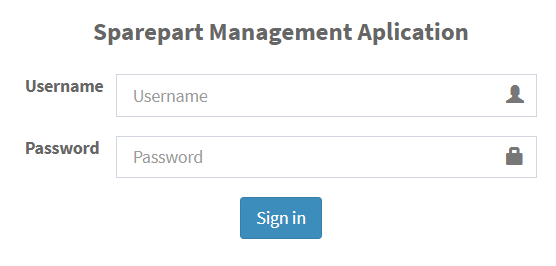 Sparepart Management Aplication
Username Username
Password Password
Sign in